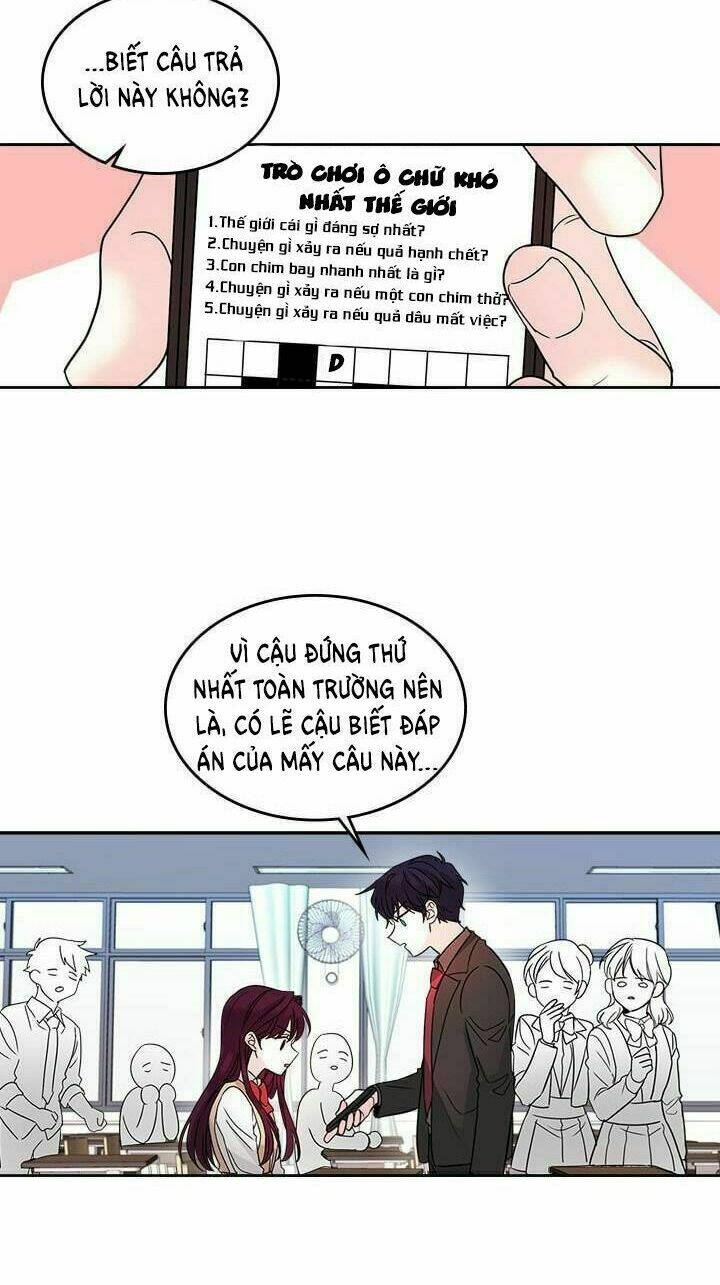 ...BIẾT CÂU TRẢ
LỜI NÀY KHÔNG?
TRÒ CHƠI Ô CHỮ KHÓ
NHẤT THẾ GIỚI
1.Thế giới cái gì đáng sợ nhất?
2.Chuyện gì xảy ra nếu quả hạnh chết?
3.Con chim bay nhanh nhất là gì?
4.Chuyện gì xảy ra nếu một con chim thở?
5.Chuyện gì xảy ra nếu quả dâu mất việc?
D
VÌ CẬU ĐỨNG THỨ
NHẤT TOÀN TRƯỜNG NÊN
LÀ, CÓ LẼ CẬU BIẾT ĐÁP
ÁN CỦA MẤY CÂU NÀY...